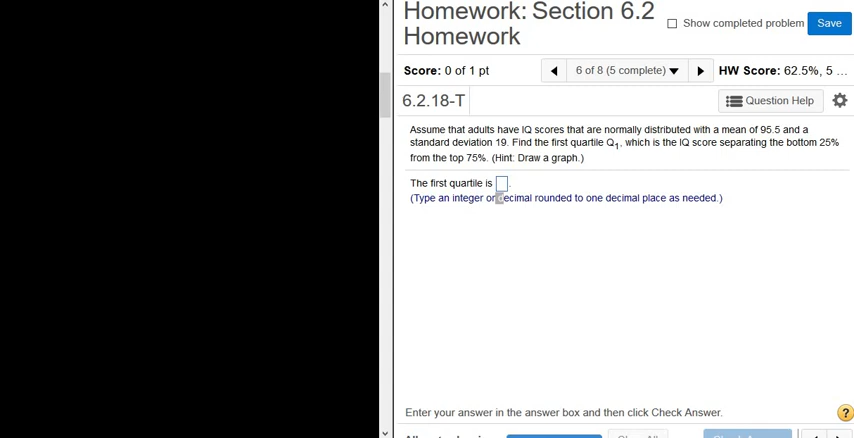 Homework: Section 6.2
Homework
Show completed problem
Save
Score: 0 of 1 pt
6 of 8 (5 complete)
HW Score: 62.5%, 5 ...
6.2.18-T
Question Help
Assume that adults have IQ scores that are normally distributed with a mean of 95.5 and a
standard deviation 19. Find the first quartile Q1, which is the IQ score separating the bottom 25%
from the top 75%. (Hint: Draw a graph.)
The first quartile is .
(Type an integer or decimal rounded to one decimal place as needed.)
Enter your answer in the answer box and then click Check Answer.
?